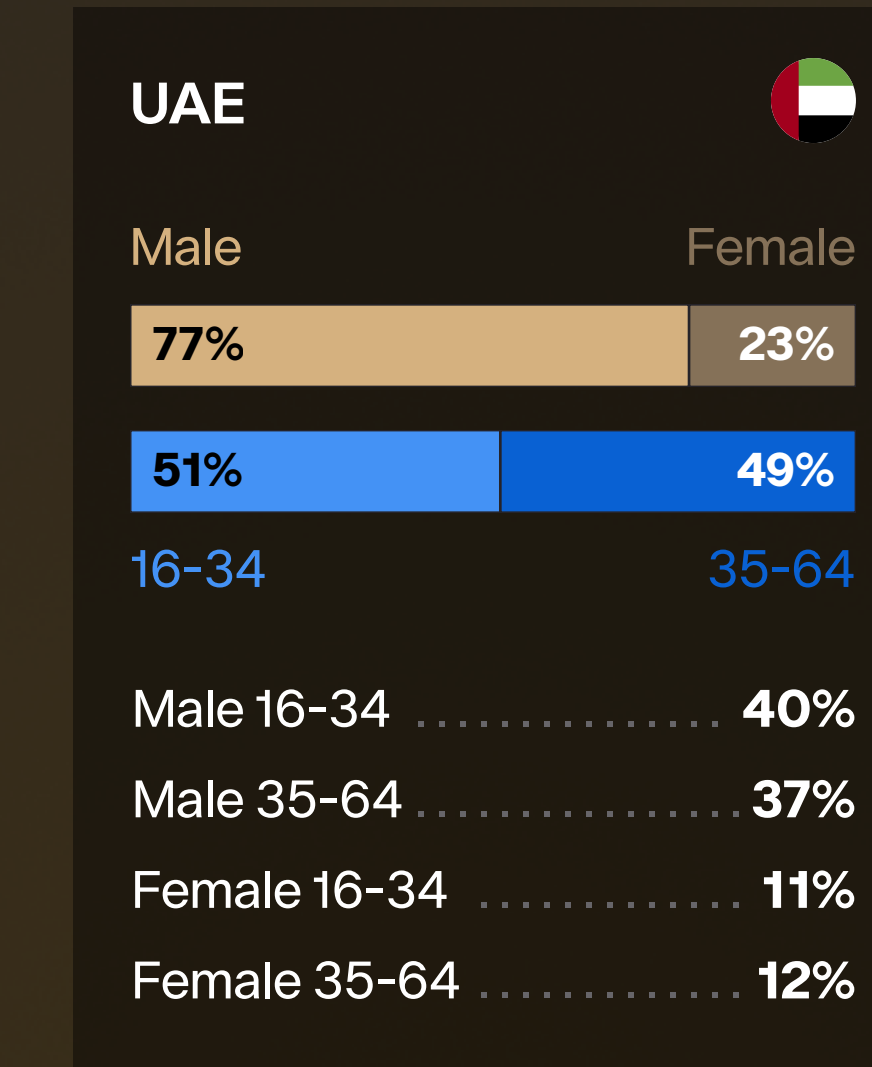 UAE
Male Female
77% 23%
51% 49%
16-34 35-64
Male 16-34 .............. 40%
Male 35-64 ................ 37%
Female 16-34 ............. 11%
Female 35-64 ............. 12%